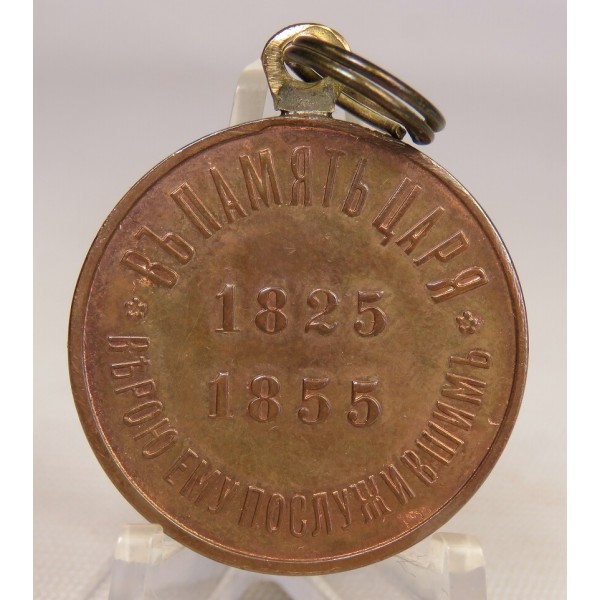 ВЪ ПАМЯТЬ ЦАРЯ
1825
1855
ВѢРОЮ ЕМУ ПОСЛУЖИВШИМЪ